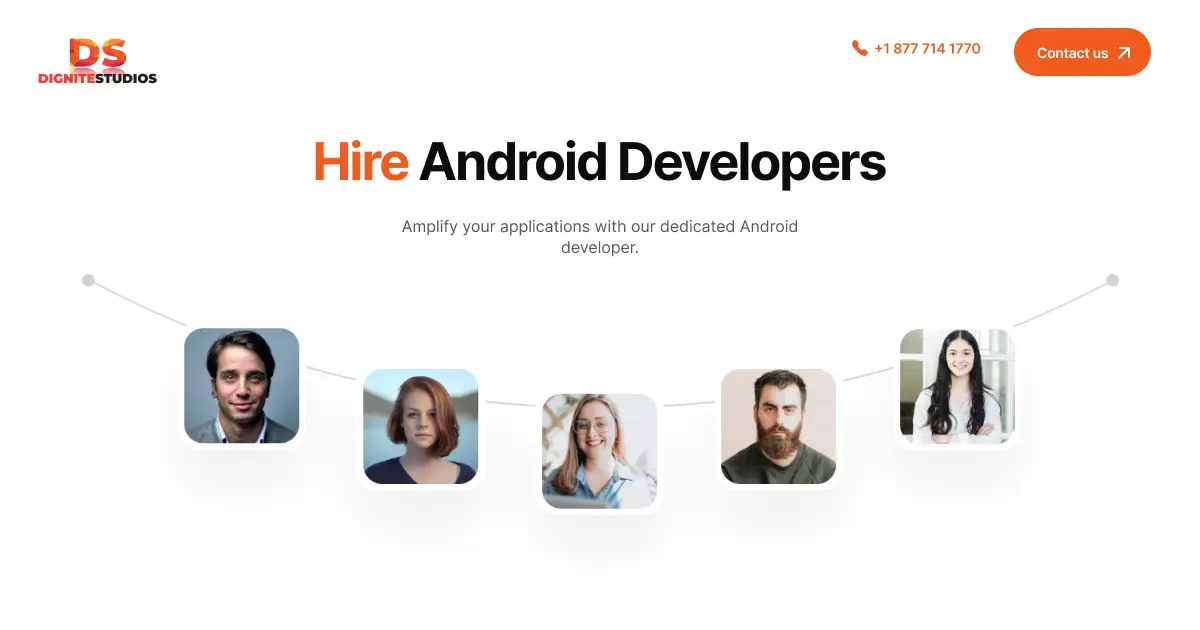 DS
DIGNITESTUDIOS
+1 877 714 1770
Contact us
Hire Android Developers
Amplify your applications with our dedicated Android
developer.